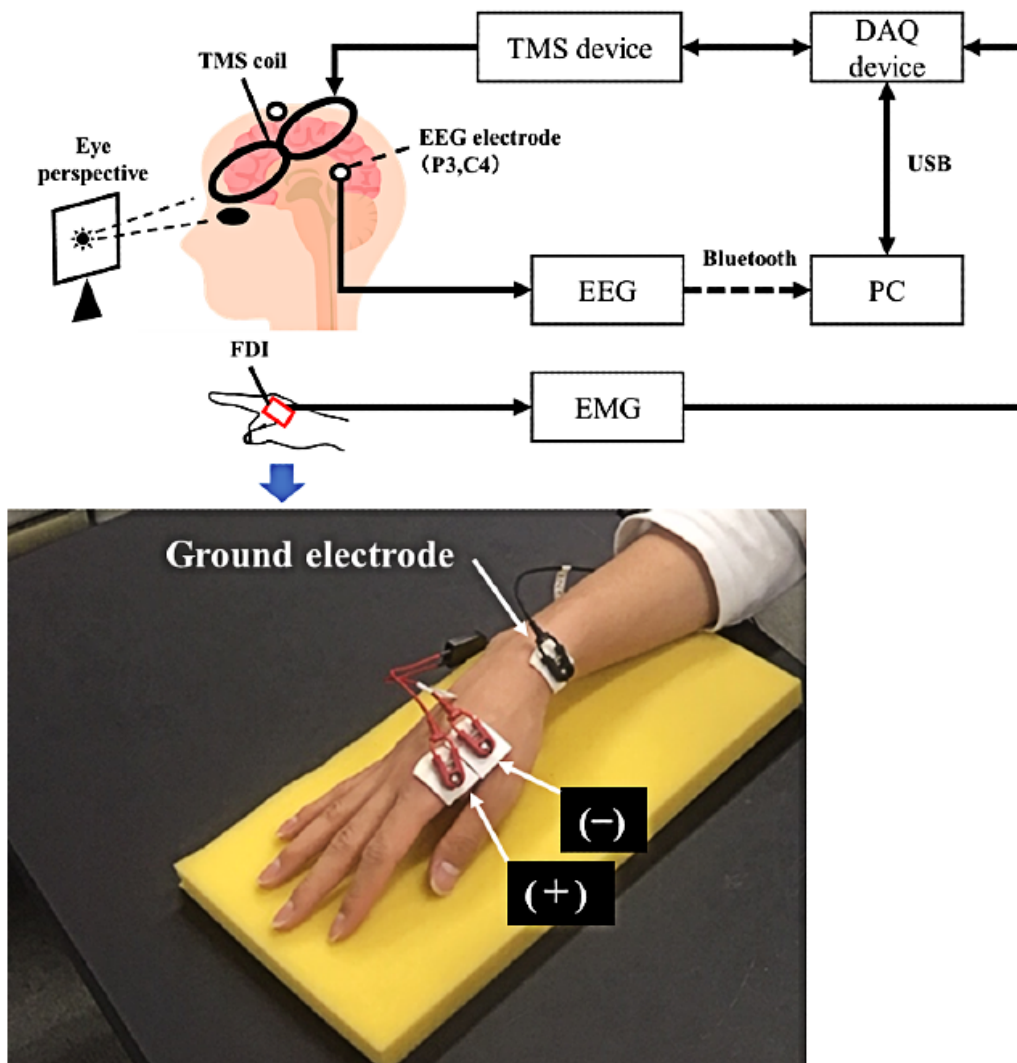 TMS device
DAQ
device
TMS coil
Eye
perspective
EEG electrode
(P3,C4)
USB
Bluetooth
EEG
PC
FDI
EMG
Ground electrode
(−)
(+)